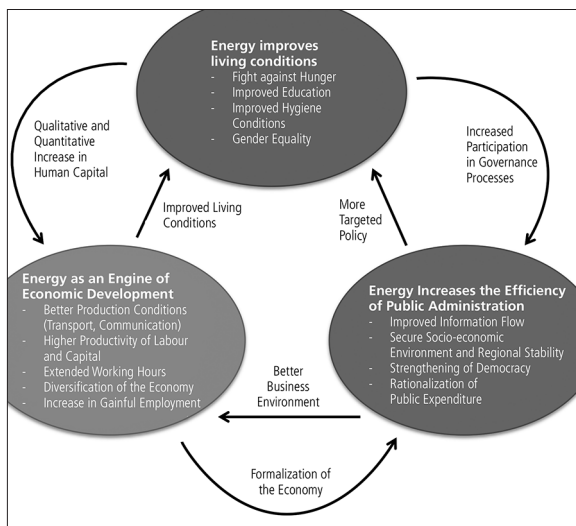 Energy improves
living conditions
- Fight against Hunger
- Improved Education
- Improved Hygiene
Conditions
- Gender Equality
Qualitative and
Quantitative
Increase in
Human Capital
Increased
Participation
in Governance
Processes
Improved Living
Conditions
More
Targeted
Policy
Energy as an Engine of
Economic Development
- Better Production Conditions
(Transport, Communication)
- Higher Productivity of Labour
and Capital
- Extended Working Hours
- Diversification of the Economy
- Increase in Gainful Employment
Energy Increases the Efficiency
of Public Administration
- Improved Information Flow
- Secure Socio-economic
Environment and Regional Stability
- Strengthening of Democracy
- Rationalization of
Public Expenditure
Better
Business
Environment
Formalization of
the Economy